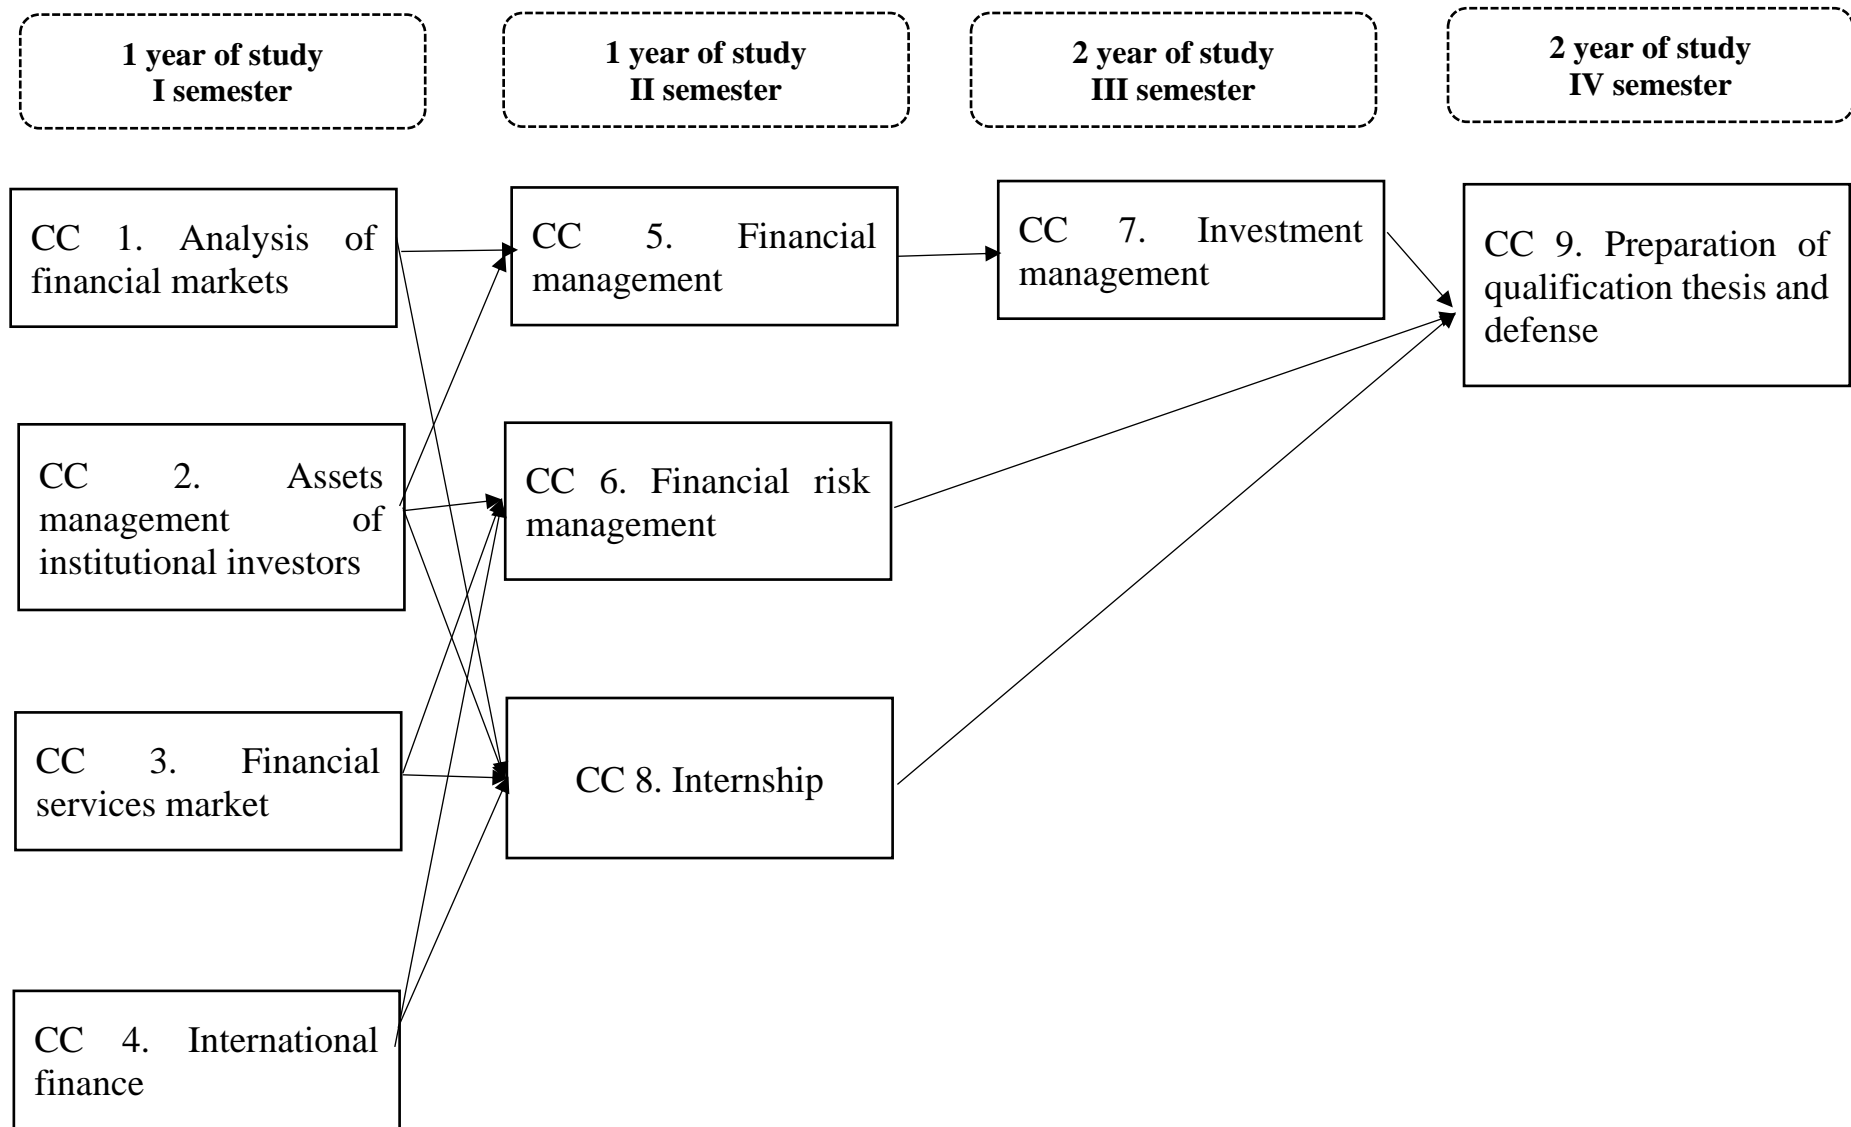 1 year of study
I semester
1 year of study
II semester
2 year of study
III semester
2 year of study
IV semester
CC 1. Analysis of
financial markets
CC 5. Financial
management
CC 7. Investment
management
CC 9. Preparation of
qualification thesis and
defense
CC 2. Assets
management of
institutional investors
CC 6. Financial risk
management
CC 3. Financial
services market
CC 8. Internship
CC 4. International
finance